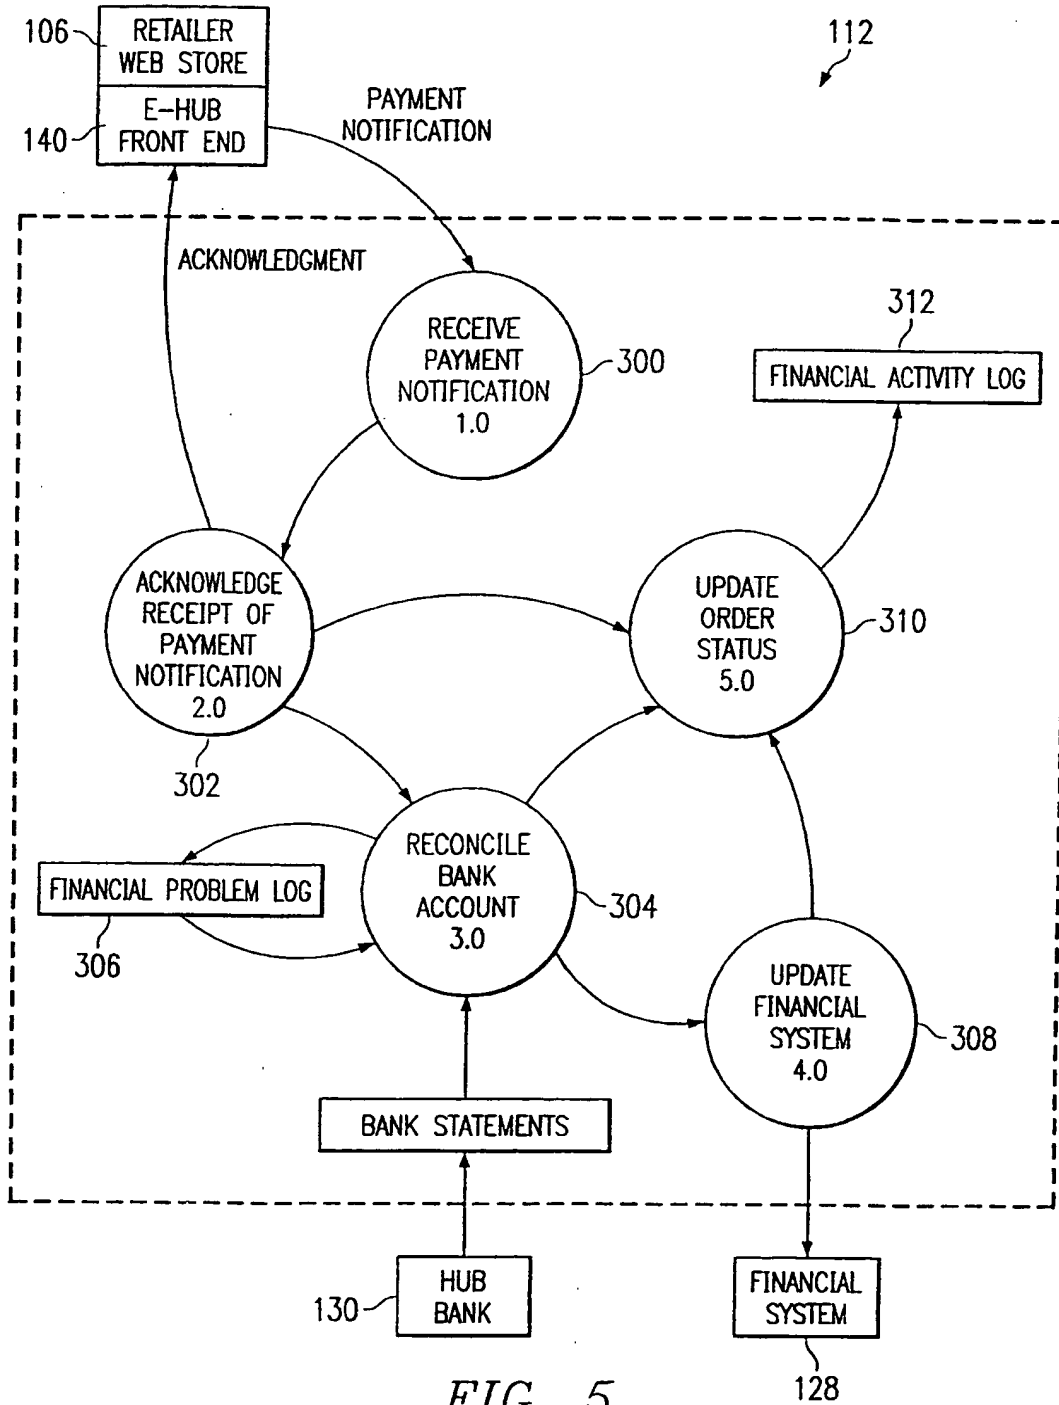 106
RETAILER
WEB STORE
112
140
E-HUB
FRONT END
PAYMENT
NOTIFICATION
ACKNOWLEDGMENT
RECEIVE
PAYMENT
NOTIFICATION
1.0
300
312
FINANCIAL ACTIVITY LOG
ACKNOWLEDGE
RECEIPT OF
PAYMENT
NOTIFICATION
2.0
302
UPDATE
ORDER
STATUS
5.0
310
RECONCILE
BANK
ACCOUNT
3.0
304
FINANCIAL PROBLEM LOG
306
UPDATE
FINANCIAL
SYSTEM
4.0
308
BANK STATEMENTS
130
HUB
BANK
FINANCIAL
SYSTEM
128
FIG. 5